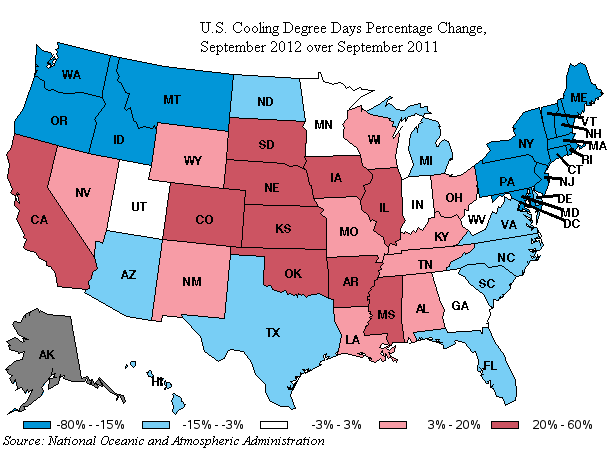 U.S. Cooling Degree Days Percentage Change,
September 2012 over September 2011
WA
MT
ND
MN
ME
OR
ID
SD
WI
MI
NY
VT
NH
MA
RI
CT
WY
NE
IA
PA
NJ
NV
UT
CO
IL
IN
OH
DE
MD
DC
CA
KS
MO
WV
VA
KY
AZ
NM
OK
AR
TN
NC
SC
TX
LA
MS
AL
GA
FL
AK
HI
-80% - -15%
-15% - -3%
-3% - 3%
3% - 20%
20% - 60%
Source: National Oceanic and Atmospheric Administration